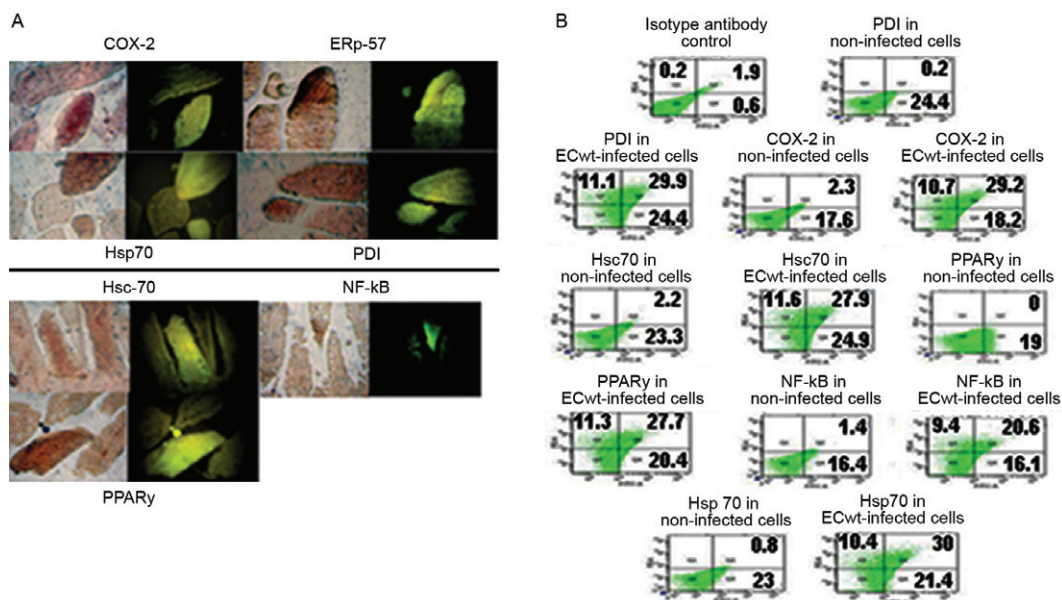 A
COX-2 ERp-57
Hsp70 PDI
Hsc-70 NF-kB
PPARy
B
Isotype antibody
control
0.2 1.9
0.6
PDI in
non-infected cells
0.2
24.4
PDI in
ECwt-infected cells
11.1 29.9
24.4
COX-2 in
non-infected cells
2.3
17.6
COX-2 in
ECwt-infected cells
10.7 29.2
18.2
Hsc70 in
non-infected cells
2.2
23.3
Hsc70 in
ECwt-infected cells
11.6 27.9
24.9
PPARy in
non-infected cells
0
19
PPARy in
ECwt-infected cells
11.3 27.7
20.4
NF-kB in
non-infected cells
1.4
16.4
NF-kB in
ECwt-infected cells
9.4 20.6
16.1
Hsp 70 in
non-infected cells
0.8
23
Hsp70 in
ECwt-infected cells
10.4 30
21.4